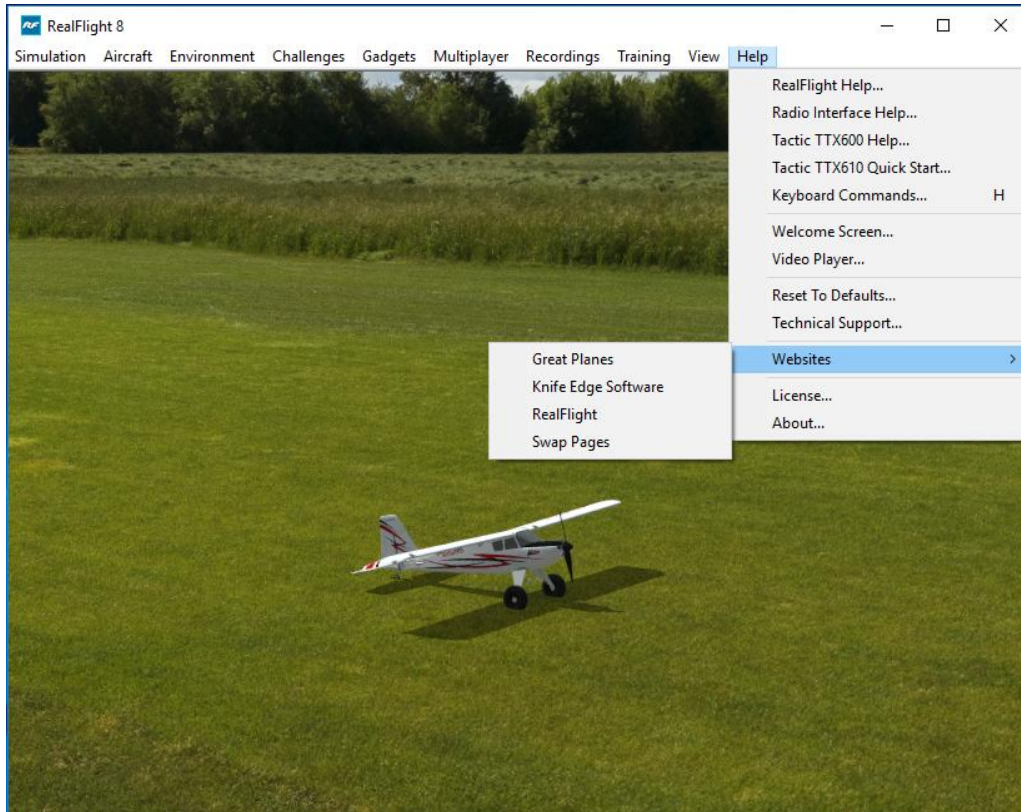 RF RealFlight 8
Simulation Aircraft Environment Challenges Gadgets Multiplayer Recordings Training View Help
RealFlight Help...
Radio Interface Help...
Tactic TTX600 Help...
Tactic TTX610 Quick Start...
Keyboard Commands... H
Welcome Screen...
Video Player...
Reset To Defaults...
Technical Support...
Websites
Great Planes
Knife Edge Software
RealFlight
Swap Pages
License...
About...